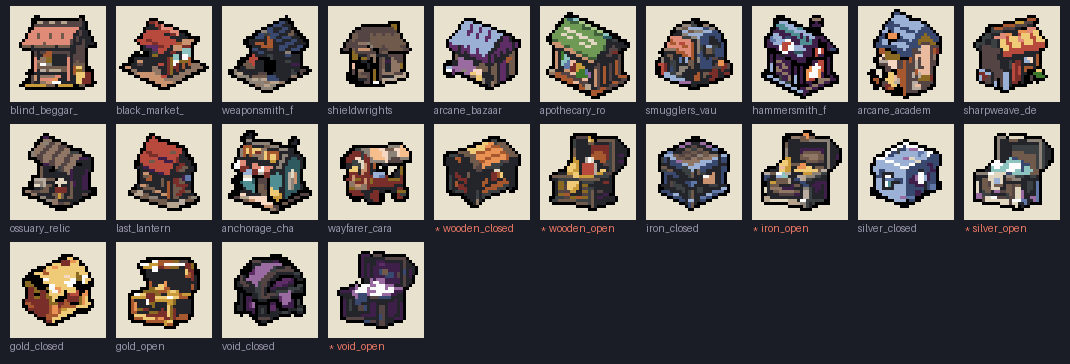 blind_beggar_ black_market_ weaponsmith_f shieldwrights arcane_bazaar apothecary_ro smugglers_vau hammersmith_f arcane_academ sharpweave_de
ossuary_relic last_lantern anchorage_cha wayfarer_cara * wooden_closed * wooden_open iron_closed * iron_open silver_closed * silver_open
gold_closed gold_open void_closed * void_open